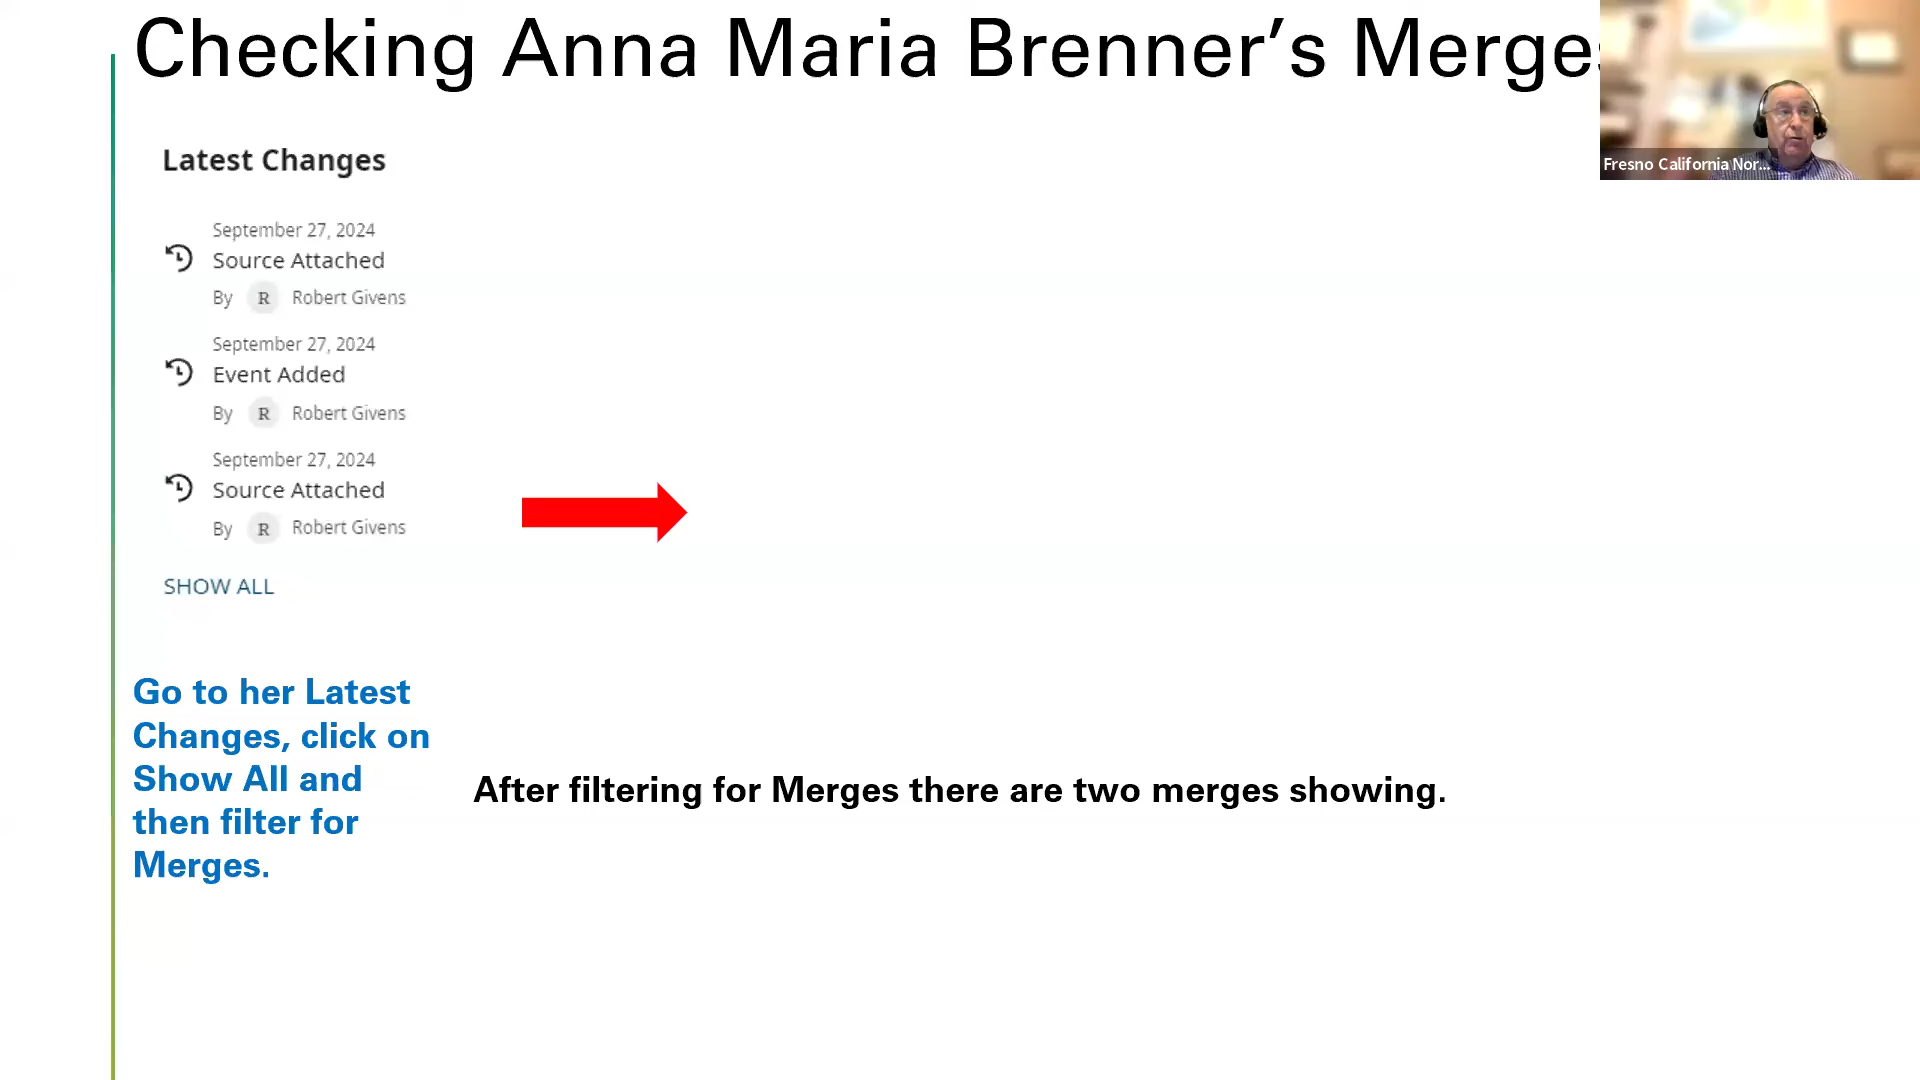 Checking Anna Maria Brenner’s Merges
Fresno California Nor...
Latest Changes
September 27, 2024
Source Attached
By R Robert Givens
September 27, 2024
Event Added
By R Robert Givens
September 27, 2024
Source Attached
By R Robert Givens
SHOW ALL
Go to her Latest
Changes, click on
Show All and
then filter for
Merges.
After filtering for Merges there are two merges showing.